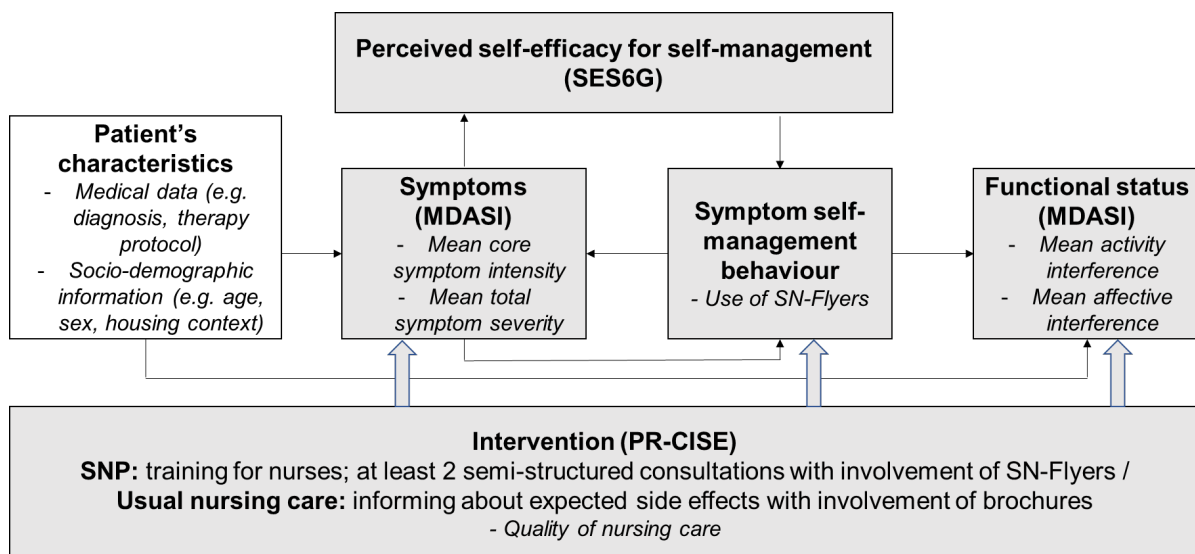 Perceived self-efficacy for self-management
(SES6G)
Patient's
characteristics
- Medical data (e.g.
diagnosis, therapy
protocol)
- Socio-demographic
information (e.g. age,
sex, housing context)
Symptoms
(MDASI)
- Mean core
symptom intensity
- Mean total
symptom severity
Symptom self-
management
behaviour
- Use of SN-Flyers
Functional status
(MDASI)
- Mean activity
interference
- Mean affective
interference
Intervention (PR-CISE)
SNP: training for nurses; at least 2 semi-structured consultations with involvement of SN-Flyers /
Usual nursing care: informing about expected side effects with involvement of brochures
- Quality of nursing care